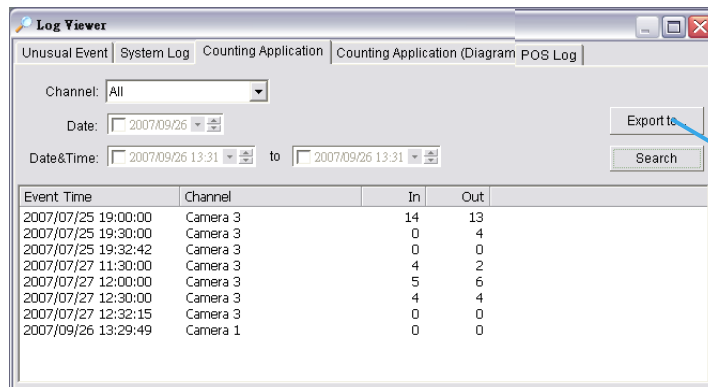 Log Viewer
Unusual Event System Log Counting Application Counting Application (Diagram POS Log
Channel: All
Date: 2007/09/26
Export to...
Date&Time: 2007/09/26 13:31 to 2007/09/26 13:31
Search
Event Time Channel In Out
2007/07/25 19:00:00 Camera 3 14 13
2007/07/25 19:30:00 Camera 3 0 4
2007/07/25 19:32:42 Camera 3 0 0
2007/07/27 11:30:00 Camera 3 4 2
2007/07/27 12:00:00 Camera 3 5 6
2007/07/27 12:30:00 Camera 3 4 4
2007/07/27 12:32:15 Camera 3 0 0
2007/09/26 13:29:49 Camera 1 0 0